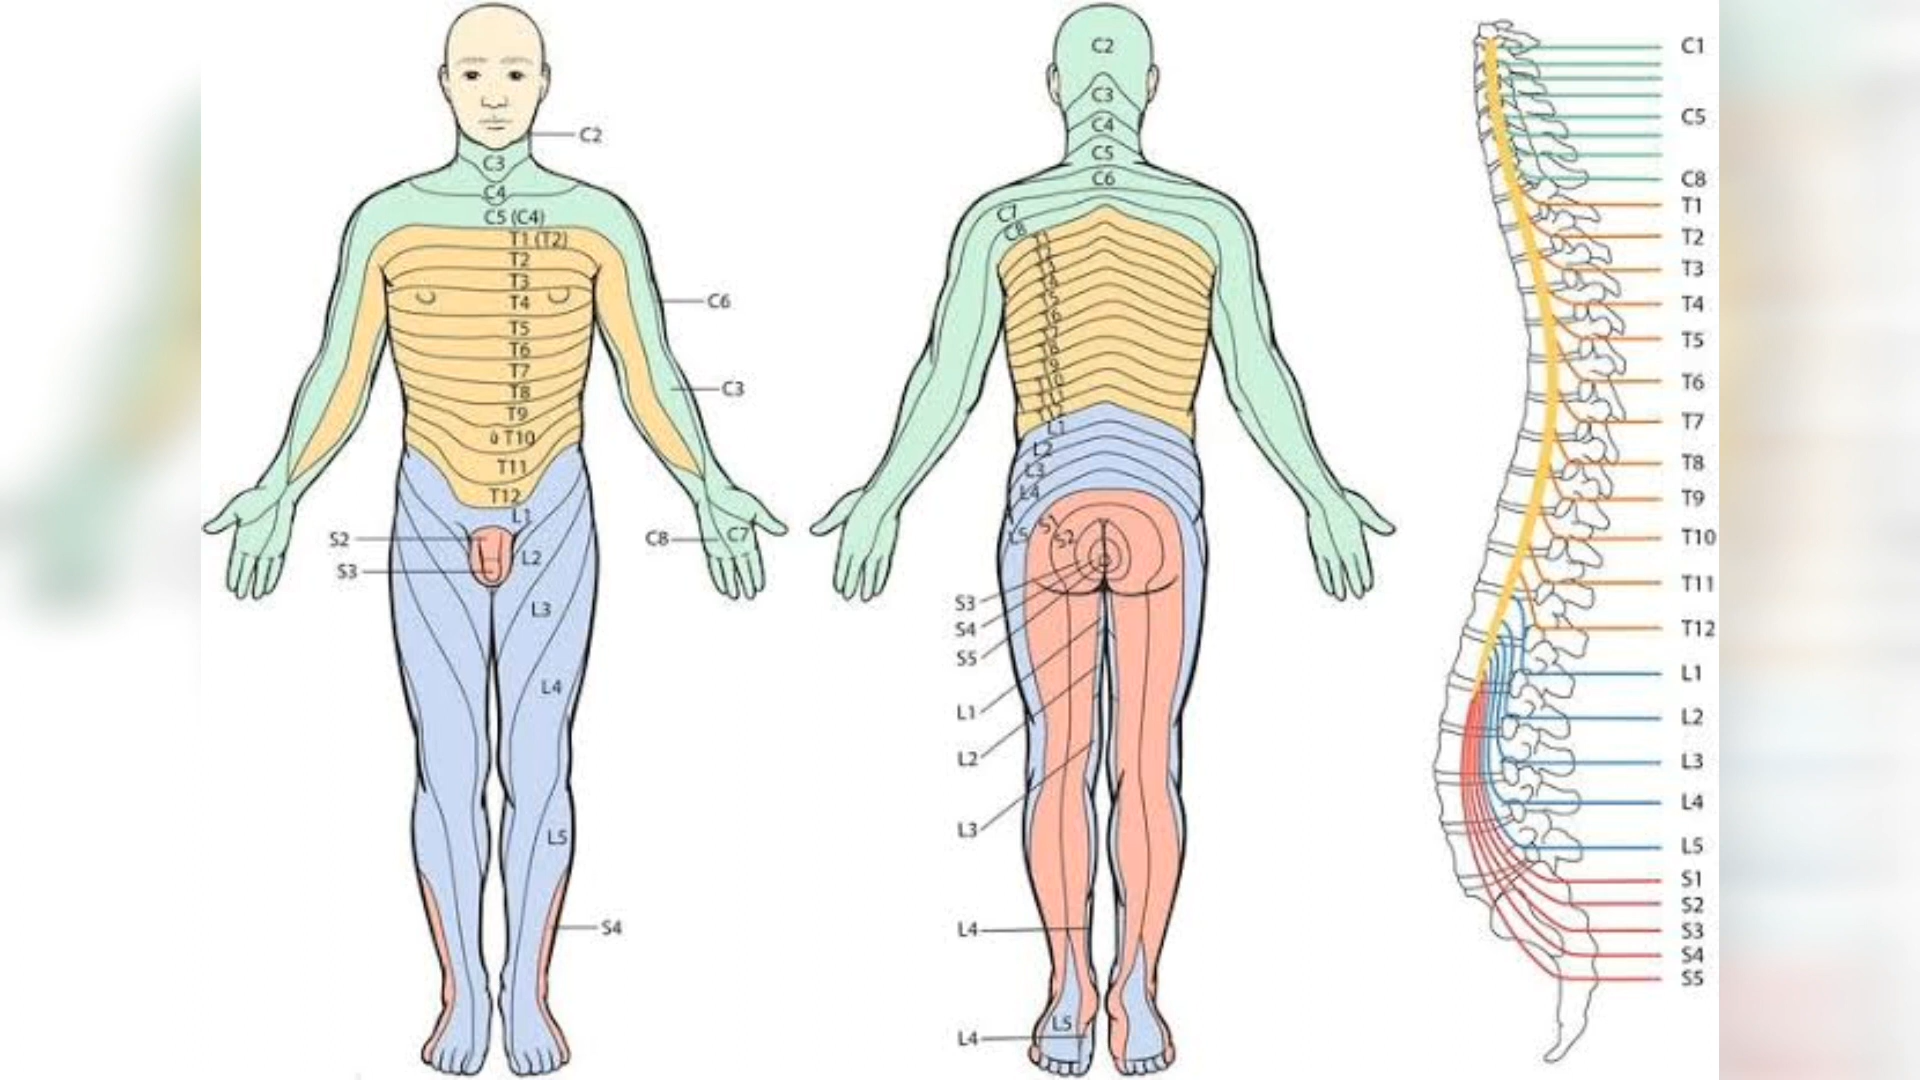 C2
C3
C4
C5 (C4)
T1 (T2)
T2
T3
T4
C6
T5
T6
T7
T8
C3
T9
T10
T11
T12
L1
S2
S3
L2
C8
C7
L3
L4
L5
S4
C2
C3
C4
C5
C6
C7
C8
L1
L2
L3
L4
L5
S1
S2
S3
S4
S5
L1
L2
L3
L4
L5
L4
C1
C5
C8
T1
T2
T3
T4
T5
T6
T7
T8
T9
T10
T11
T12
L1
L2
L3
L4
L5
S1
S2
S3
S4
S5